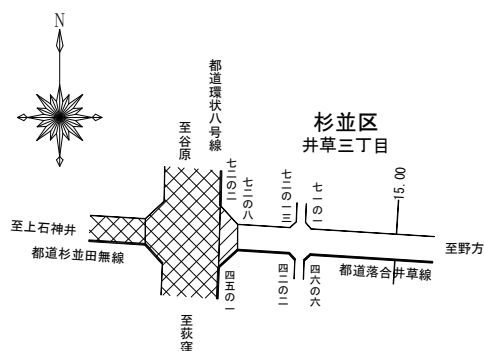 N
都道環状八号線
至谷原
杉並区
井草三丁目
七二の二
七二の八
七二の一三
七一の一
15.00
至上石神井
都道杉並田無線
至野方
都道落合井草線
四五の一
四二の二
四六の六
至荻窪